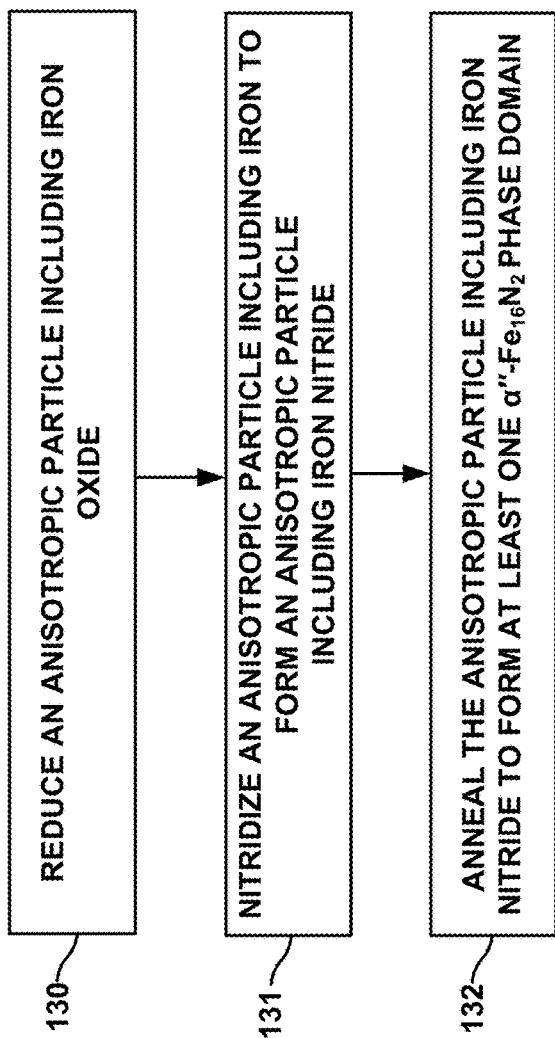 130
REDUCE AN ANISOTROPIC PARTICLE INCLUDING IRON
OXIDE
131
NITRIDIZE AN ANISOTROPIC PARTICLE INCLUDING IRON TO
FORM AN ANISOTROPIC PARTICLE
INCLUDING IRON NITRIDE
132
ANNEAL THE ANISOTROPIC PARTICLE INCLUDING IRON
NITRIDE TO FORM AT LEAST ONE α"-Fe₁₆N₂ PHASE DOMAIN